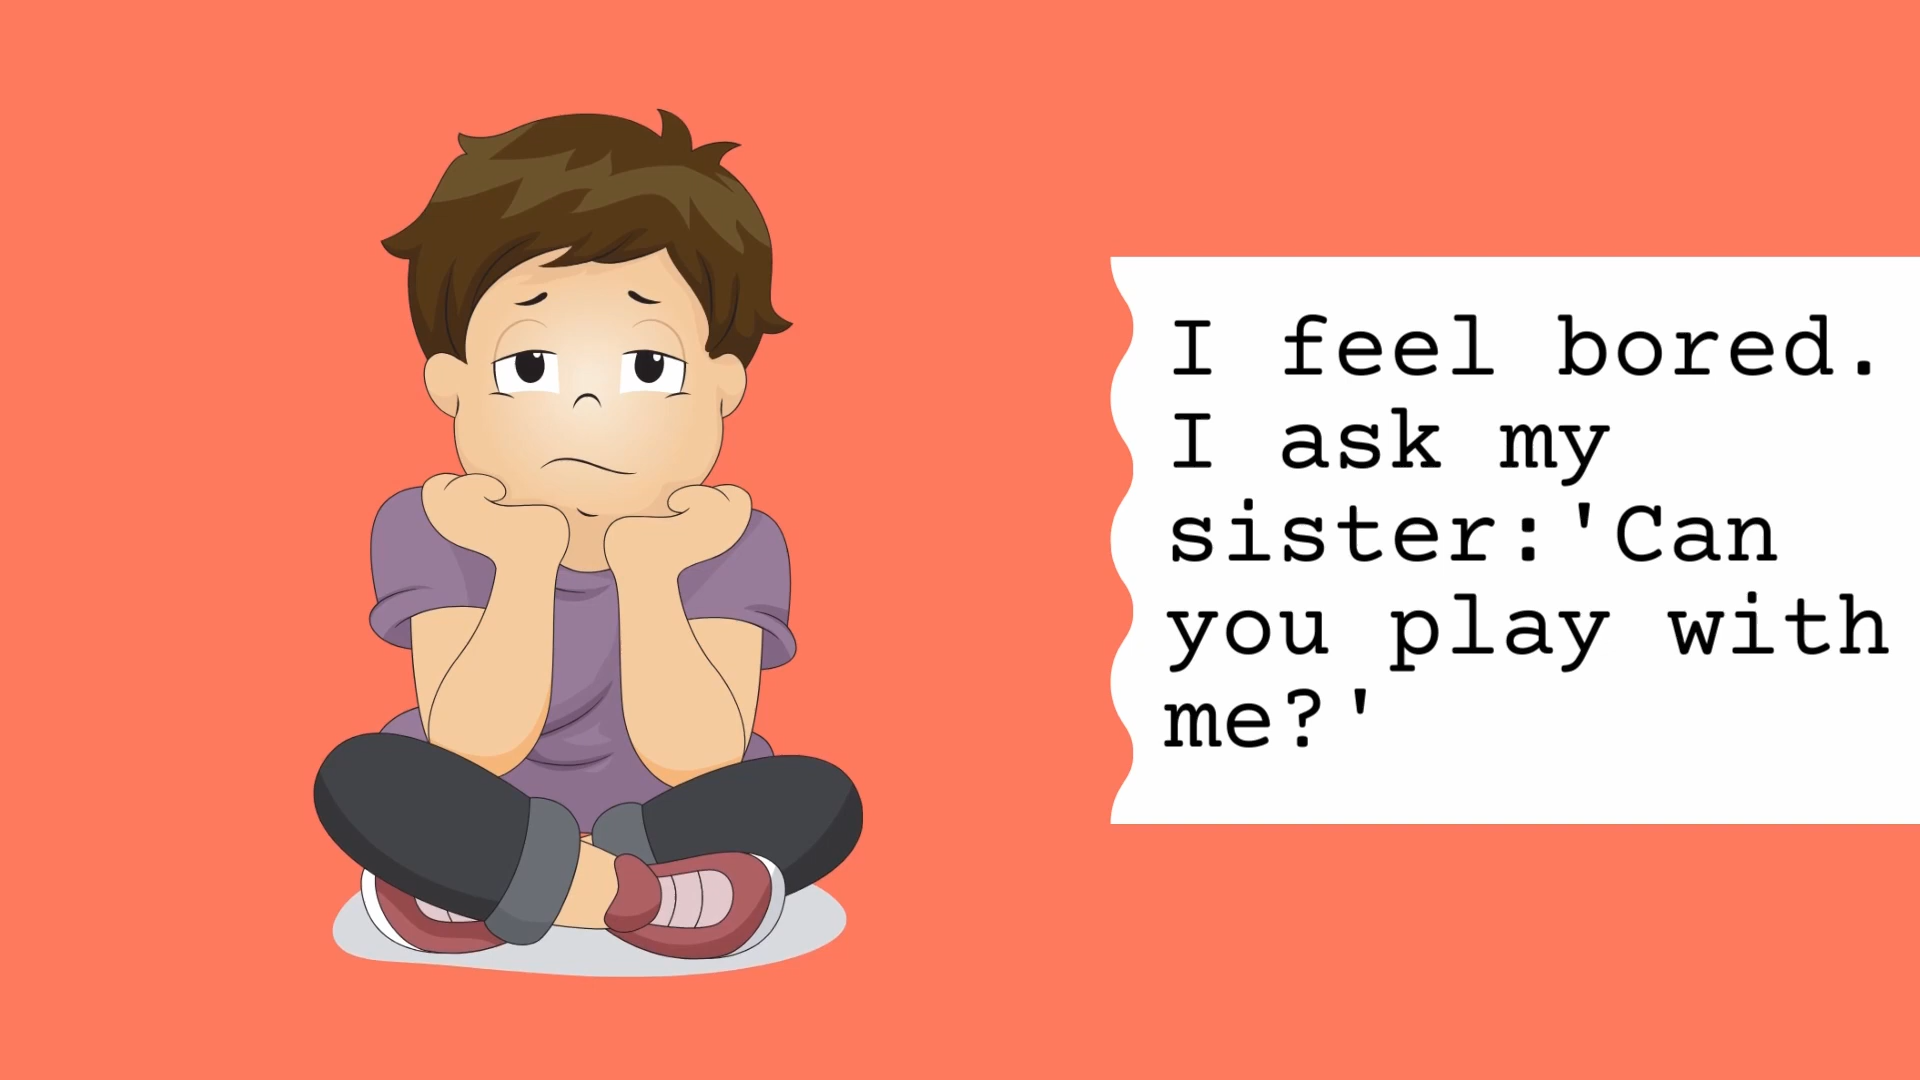 I feel bored.
I ask my
sister:'Can
you play with
me?'